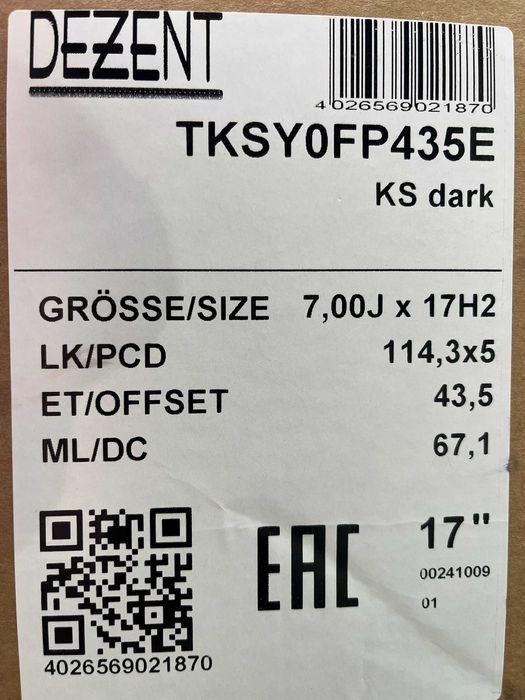 DEZENT
4026569021870
TKSY0FP435E
KS dark
GRÖSSE/SIZE 7,00J x 17H2
LK/PCD 114,3x5
ET/OFFSET 43,5
ML/DC 67,1
EAC
17"
00241009
01
4026569021870